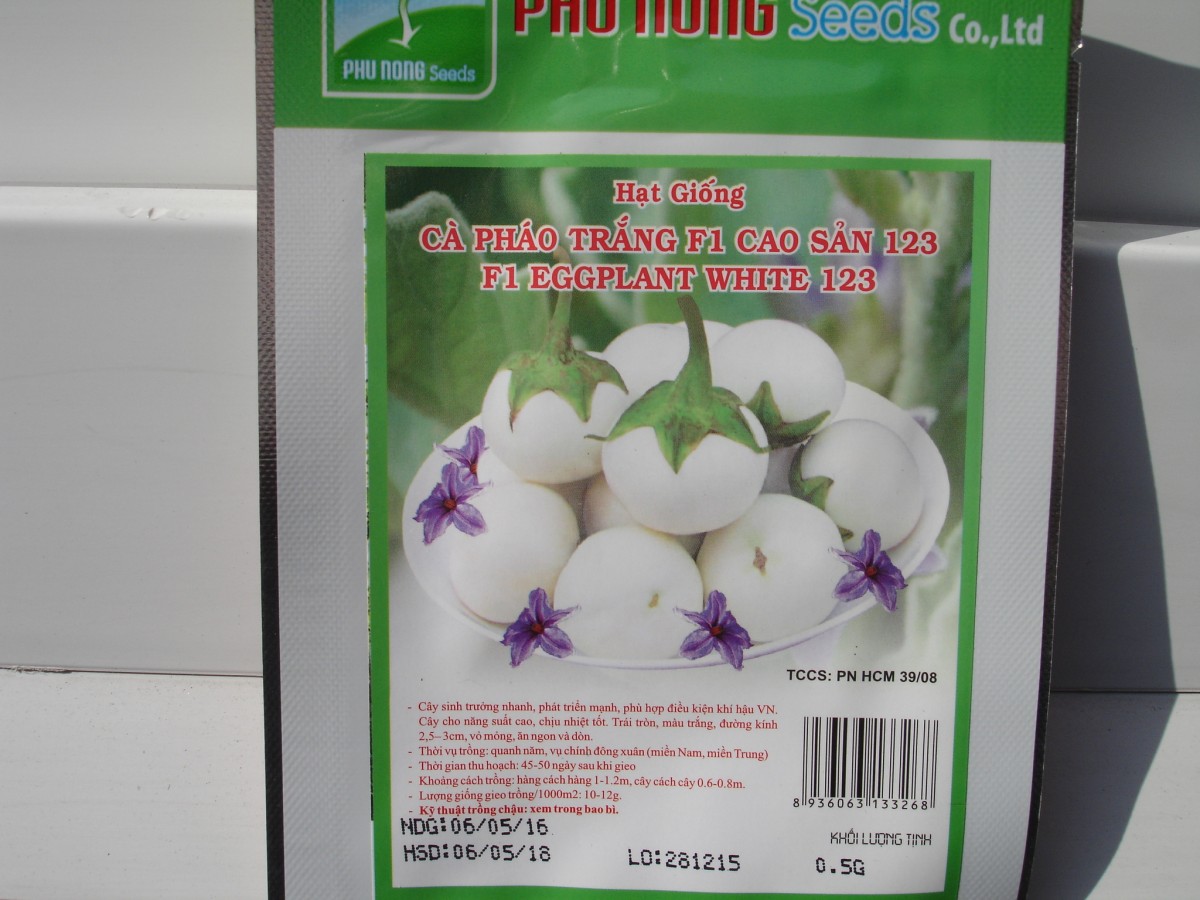 PHU NONG Seeds Co.,Ltd
PHU NONG Seeds
Hạt Giống
CÀ PHÁO TRẮNG F1 CAO SẢN 123
F1 EGGPLANT WHITE 123
TCCS: PN HCM 39/08
- Cây sinh trưởng nhanh, phát triển mạnh, phù hợp điều kiện khí hậu VN.
Cây cho năng suất cao, chịu nhiệt tốt. Trái tròn, màu trắng, đường kính
2,5–3cm, vỏ mỏng, ăn ngon và dòn.
- Thời vụ trồng: quanh năm, vụ chính đông xuân (miền Nam, miền Trung)
- Thời gian thu hoạch: 45-50 ngày sau khi gieo
- Khoảng cách trồng: hàng cách hàng 1-1.2m, cây cách cây 0.6-0.8m.
- Lượng giống gieo trồng/1000m2: 10-12g.
- Kỹ thuật trồng chậu: xem trong bao bì.
8 936063 133268
NDG:06/05/16
HSD:06/05/18
LO:281215
KHỐI LƯỢNG TỊNH
0.5G